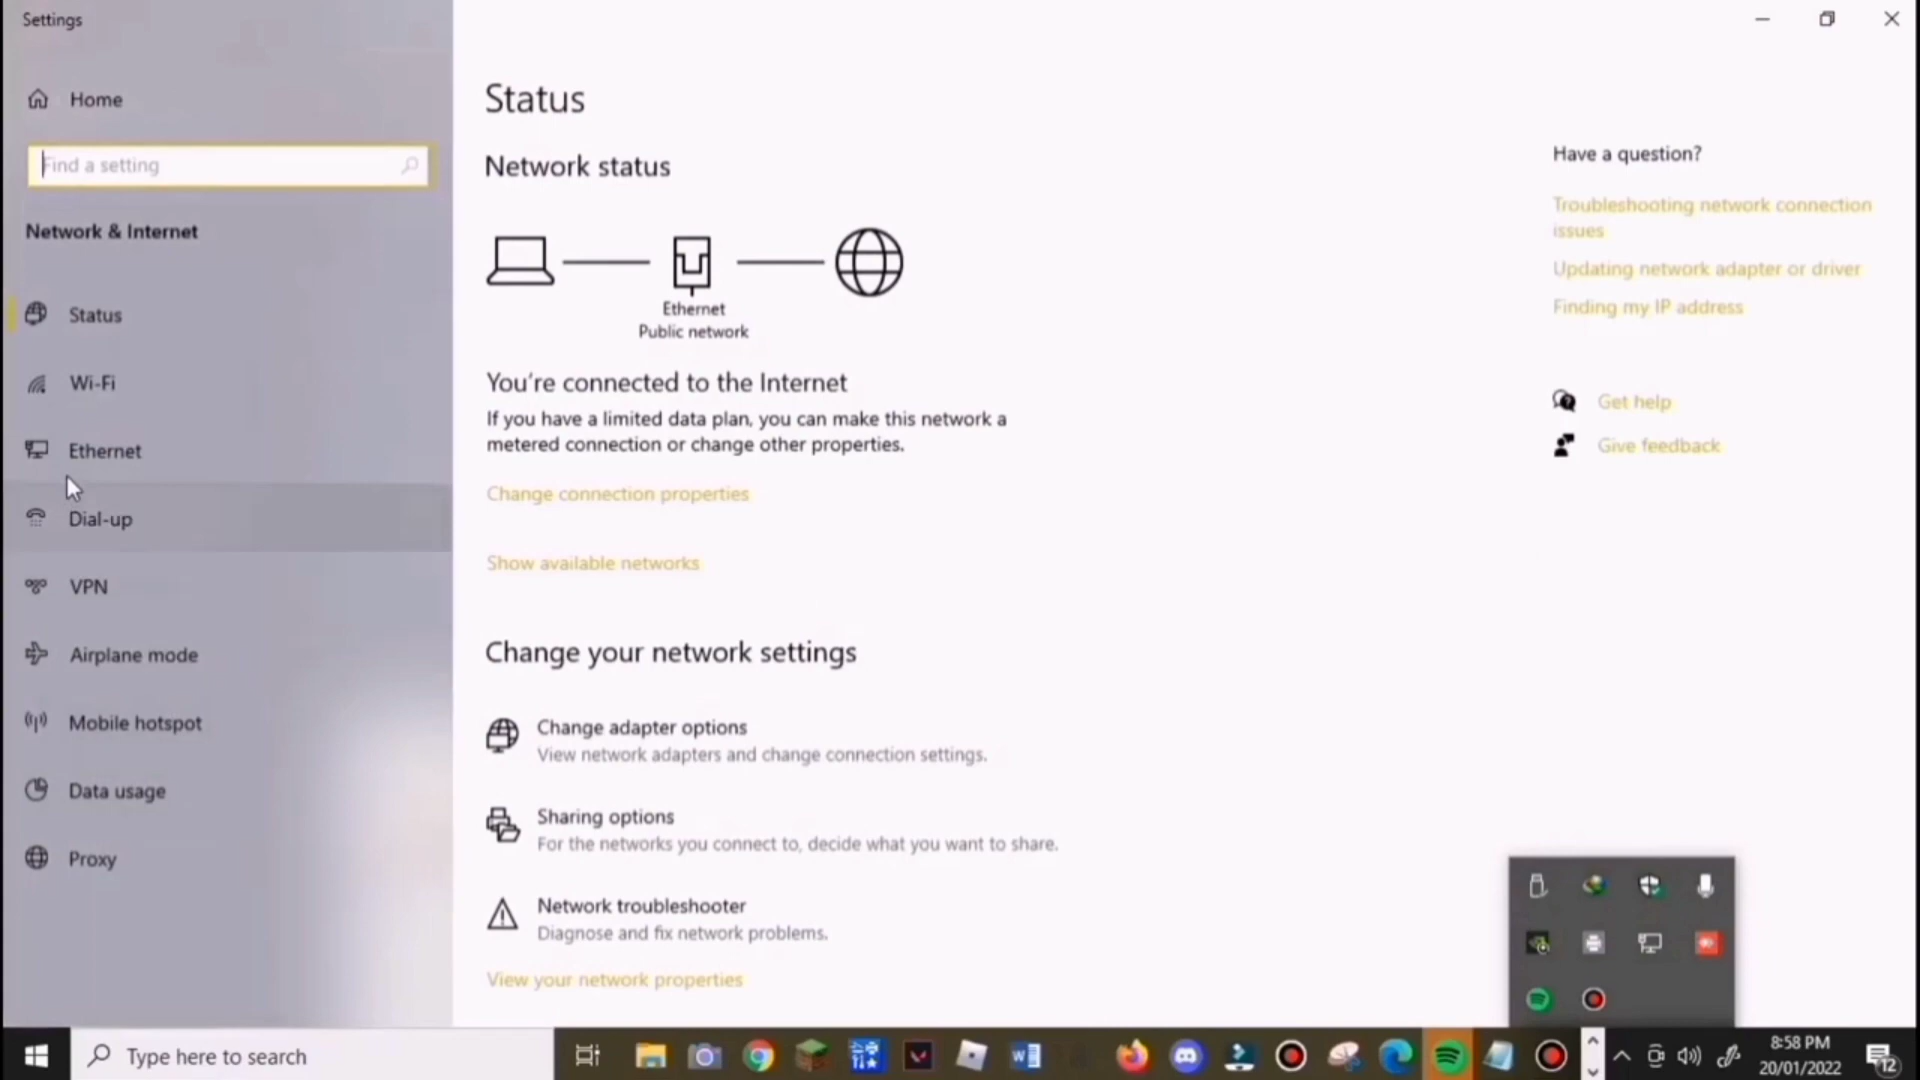 Settings
Home
Find a setting
Network & Internet
Status
Wi-Fi
Ethernet
Dial-up
VPN
Airplane mode
Mobile hotspot
Data usage
Proxy
Status
Network status
Ethernet
Public network
You're connected to the Internet
If you have a limited data plan, you can make this network a
metered connection or change other properties.
Change connection properties
Show available networks
Change your network settings
Change adapter options
View network adapters and change connection settings.
Sharing options
For the networks you connect to, decide what you want to share.
Network troubleshooter
Diagnose and fix network problems.
View your network properties
Have a question?
Troubleshooting network connection
issues
Updating network adapter or driver
Finding my IP address
Get help
Give feedback
Type here to search
8:58 PM
20/01/2022
12